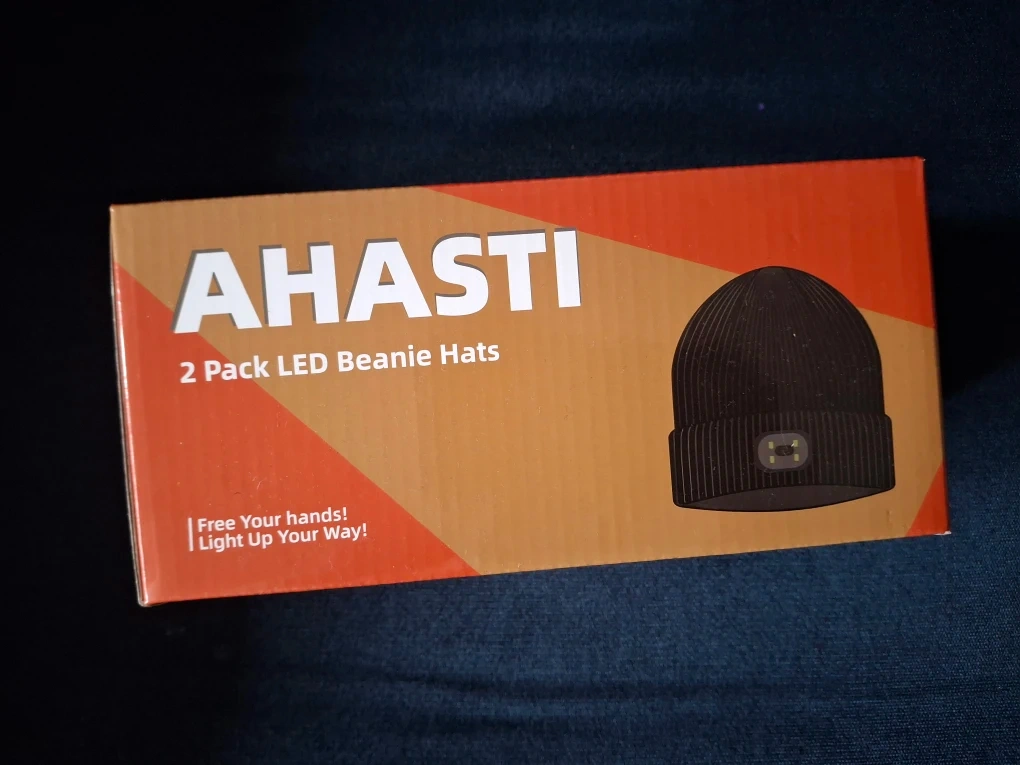 AHASTI
2 Pack LED Beanie Hats
Free Your hands!
Light Up Your Way!